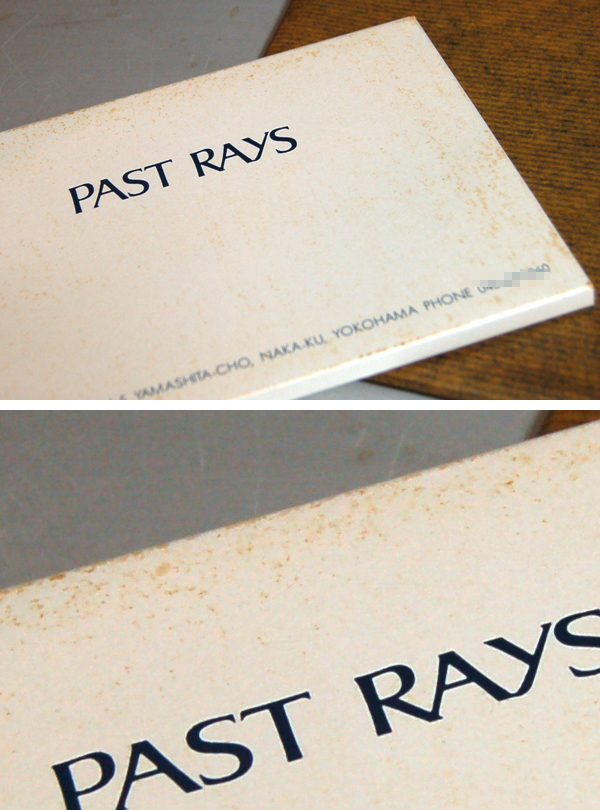 PAST RAYS
YAMASHITA-CHO, NAKA-KU, YOKOHAMA PHONE
PAST RAYS